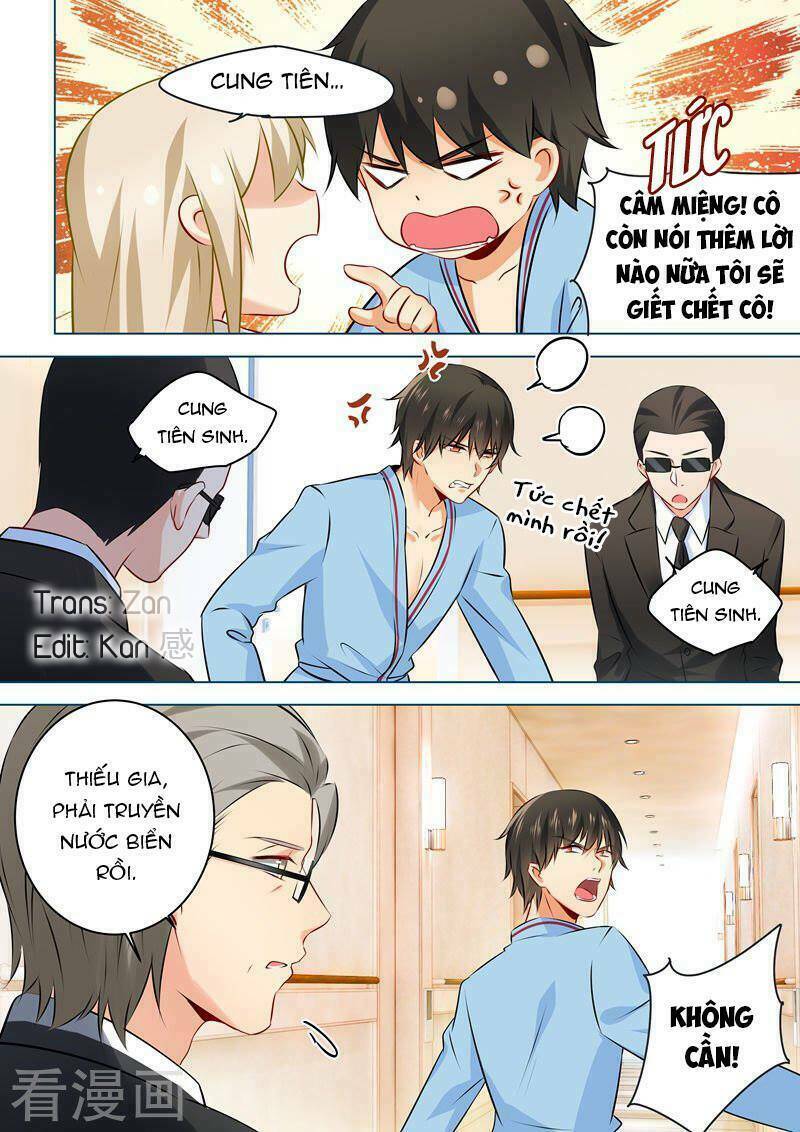 CUNG TIÊN...
TỨC
CÂM MIỆNG! CÔ
CÒN NÓI THÊM LỜI
NÀO NỮA TÔI SẼ
GIẾT CHẾT CÔ!
CUNG
TIÊN SINH.
Tức chết
mình rồi!
CUNG
TIÊN SINH.
Trans: Zan
Edit: Kan 感
THIẾU GIA,
PHẢI TRUYỀN
NƯỚC BIỂN
RỒI.
KHÔNG
CẦN!
看漫画